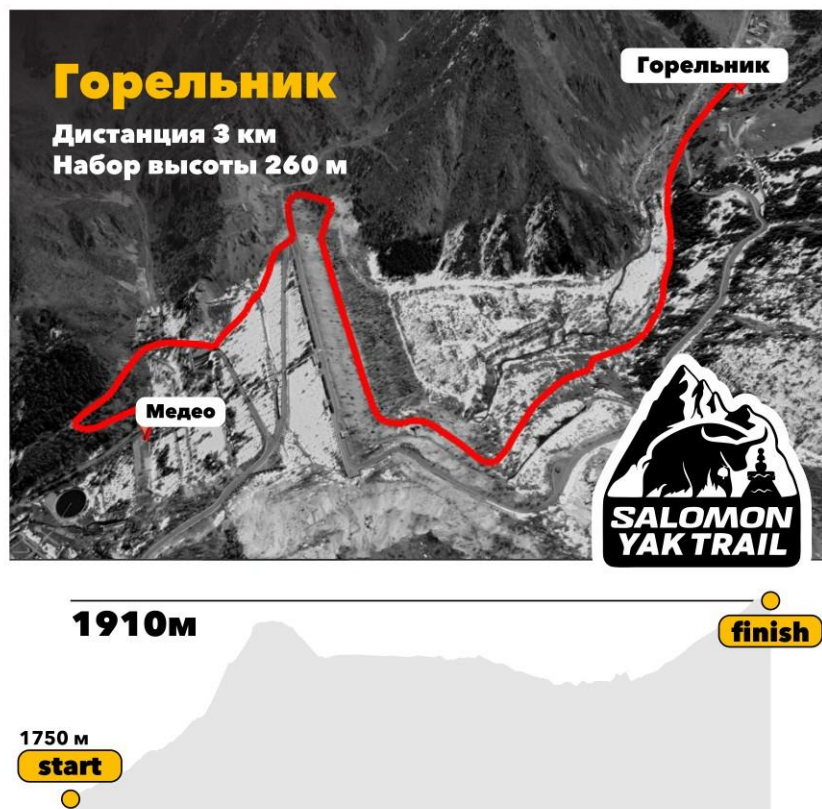 Горельник
Дистанция 3 км
Набор высоты 260 м
Горельник
Медео
SALOMON
YAK TRAIL
1910м
finish
1750 м
start